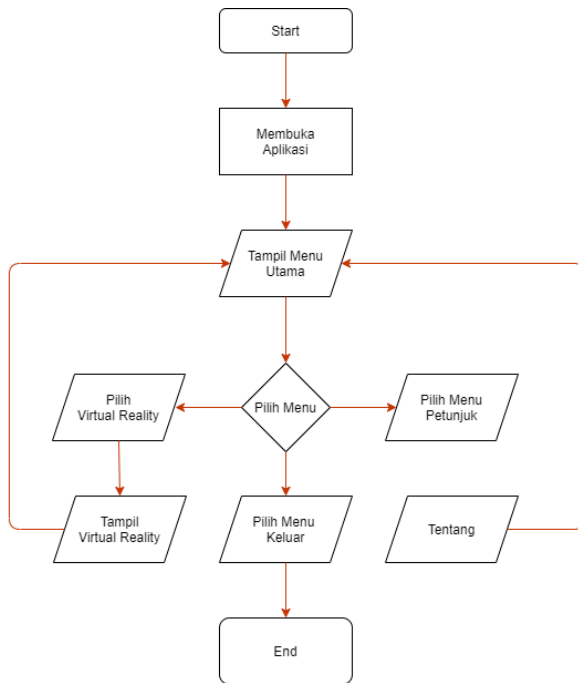 Start
Membuka
Aplikasi
Tampil Menu
Utama
Pilih
Virtual Reality
Pilih Menu
Pilih Menu
Petunjuk
Tampil
Virtual Reality
Pilih Menu
Keluar
Tentang
End